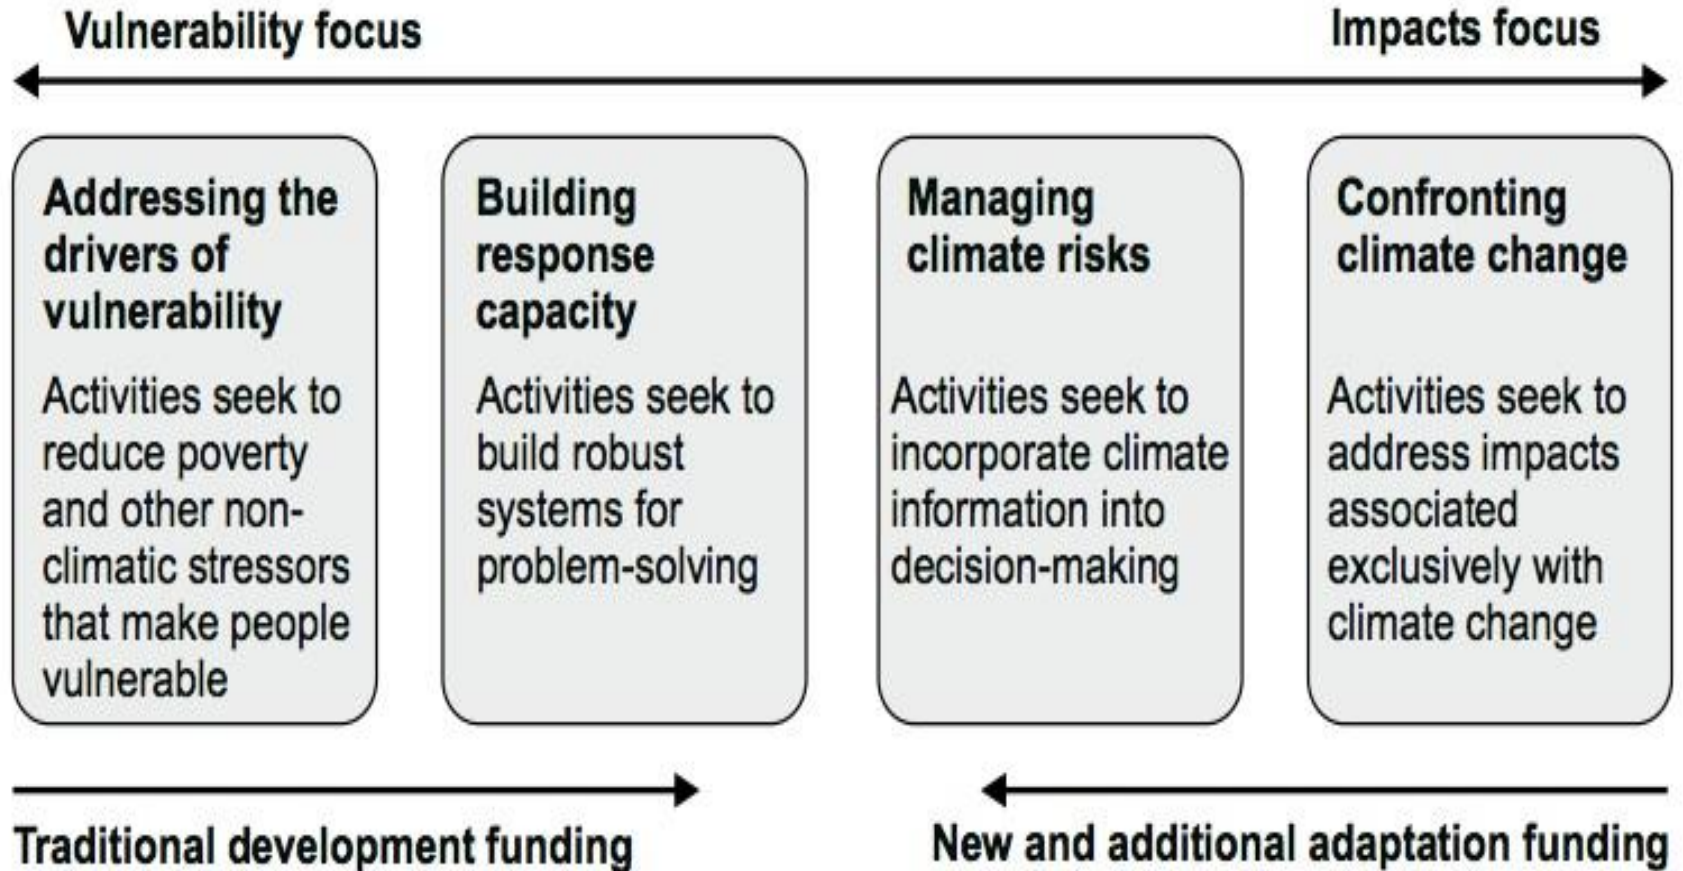 Vulnerability focus
Impacts focus
Addressing the
drivers of
vulnerability
Activities seek to
reduce poverty
and other non-
climatic stressors
that make people
vulnerable
Building
response
capacity
Activities seek to
build robust
systems for
problem-solving
Managing
climate risks
Activities seek to
incorporate climate
information into
decision-making
Confronting
climate change
Activities seek to
address impacts
associated
exclusively with
climate change
Traditional development funding
New and additional adaptation funding